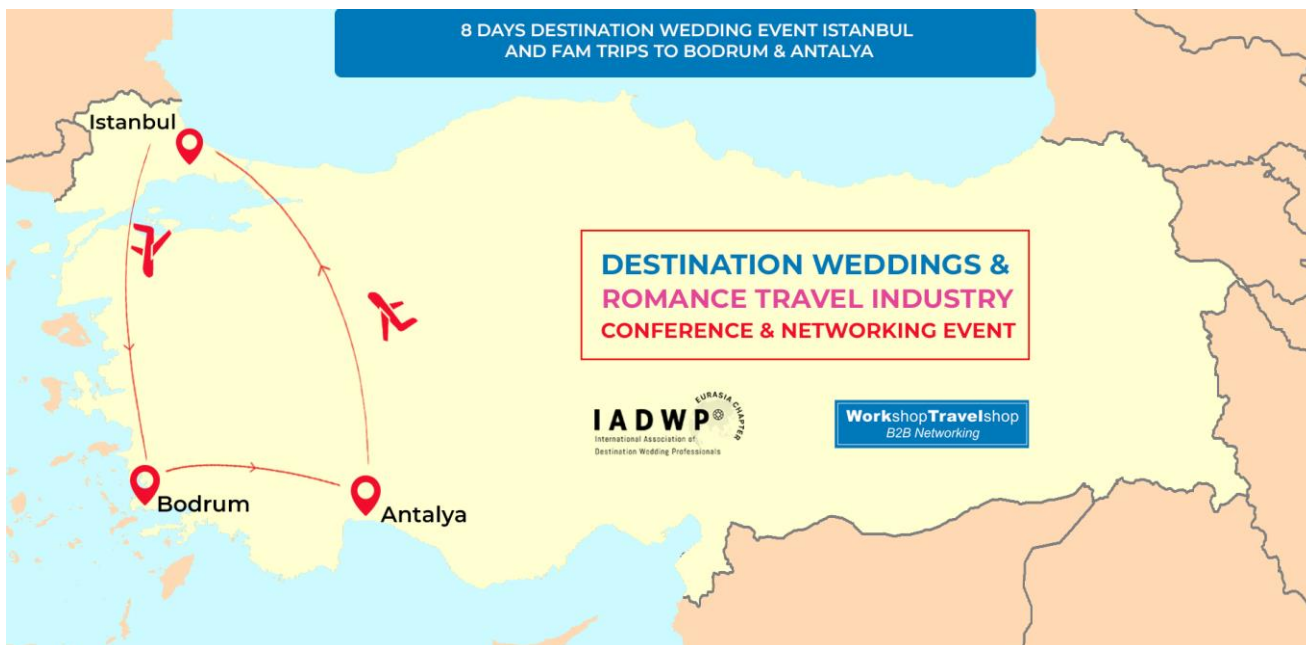 8 DAYS DESTINATION WEDDING EVENT ISTANBUL
AND FAM TRIPS TO BODRUM & ANTALYA
Istanbul
DESTINATION WEDDINGS &
ROMANCE TRAVEL INDUSTRY
CONFERENCE & NETWORKING EVENT
IADWP
EURASIA CHAPTER
International Association of
Destination Wedding Professionals
WorkshopTravelshop
B2B Networking
Bodrum
Antalya